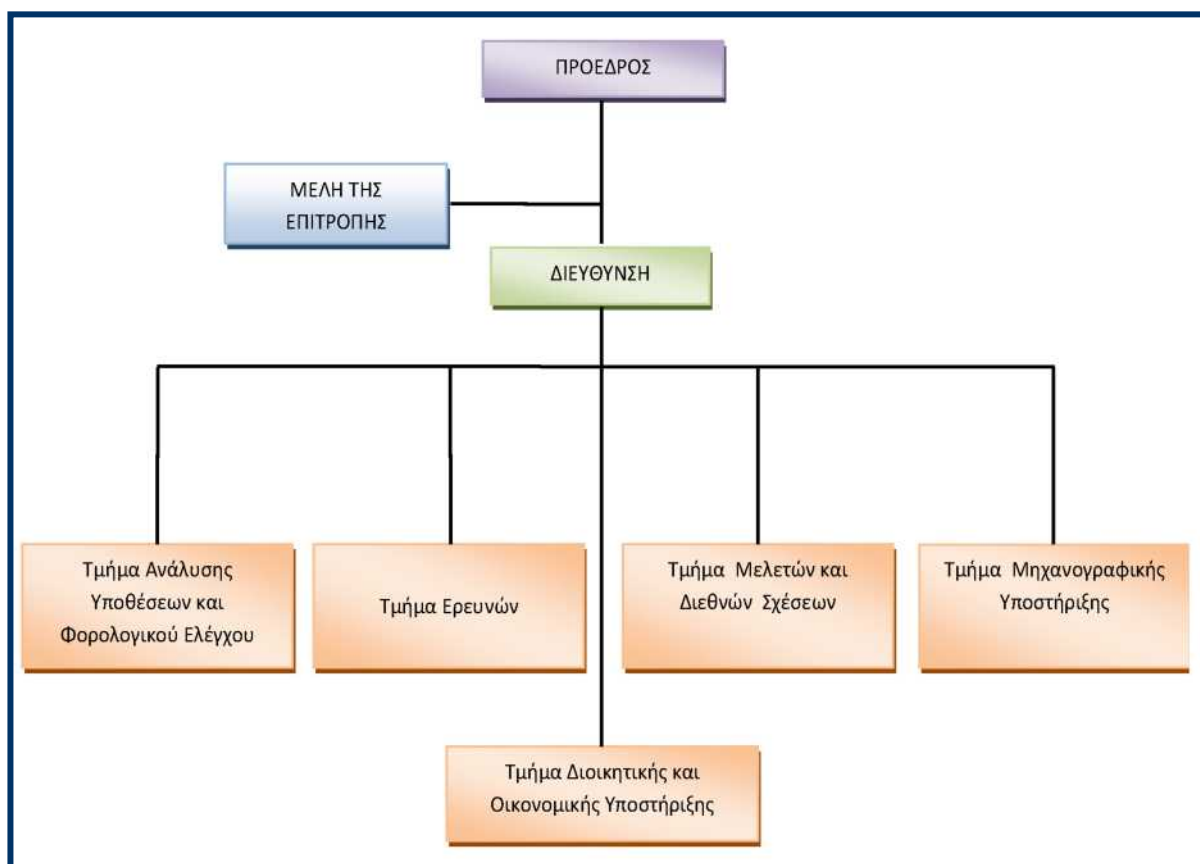 ΠΡΟΕΔΡΟΣ
ΜΕΛΗ ΤΗΣ
ΕΠΙΤΡΟΠΗΣ
ΔΙΕΥΘΥΝΣΗ
Τμήμα Ανάλυσης
Υποθέσεων και
Φορολογικού Ελέγχου
Τμήμα Ερευνών
Τμήμα Μελετών και
Διεθνών Σχέσεων
Τμήμα Μηχανογραφικής
Υποστήριξης
Τμήμα Διοικητικής και
Οικονομικής Υποστήριξης